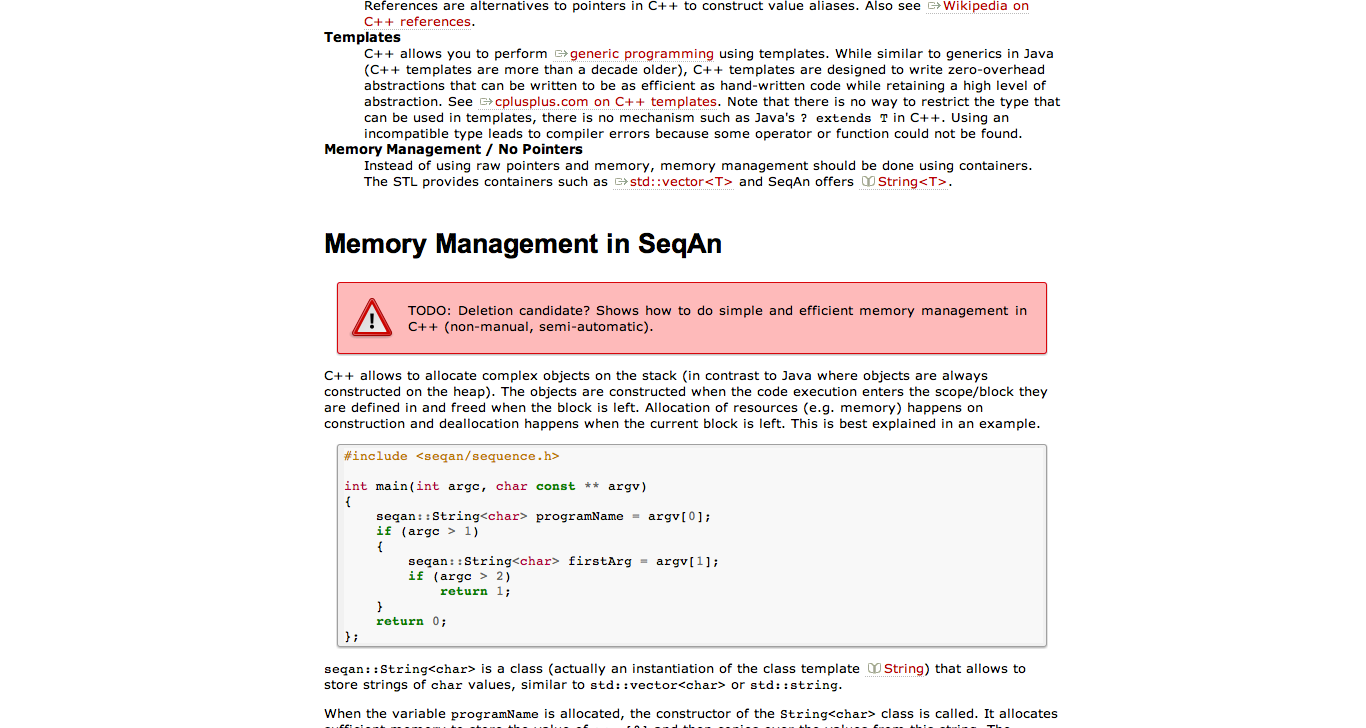 References are alternatives to pointers in C++ to construct value aliases. Also see Wikipedia on
C++ references.
Templates
C++ allows you to perform generic programming using templates. While similar to generics in Java
(C++ templates are more than a decade older), C++ templates are designed to write zero-overhead
abstractions that can be written to be as efficient as hand-written code while retaining a high level of
abstraction. See cplusplus.com on C++ templates. Note that there is no way to restrict the type that
can be used in templates, there is no mechanism such as Java's ? extends T in C++. Using an
incompatible type leads to compiler errors because some operator or function could not be found.
Memory Management / No Pointers
Instead of using raw pointers and memory, memory management should be done using containers.
The STL provides containers such as std::vector<T> and SeqAn offers String<T>.
Memory Management in SeqAn
TODO: Deletion candidate? Shows how to do simple and efficient memory management in
C++ (non-manual, semi-automatic).
C++ allows to allocate complex objects on the stack (in contrast to Java where objects are always
constructed on the heap). The objects are constructed when the code execution enters the scope/block they
are defined in and freed when the block is left. Allocation of resources (e.g. memory) happens on
construction and deallocation happens when the current block is left. This is best explained in an example.
#include <seqan/sequence.h>
int main(int argc, char const ** argv)
{
    seqan::String<char> programName = argv[0];
    if (argc > 1)
    {
        seqan::String<char> firstArg = argv[1];
        if (argc > 2)
            return 1;
    }
    return 0;
};
seqan::String<char> is a class (actually an instantiation of the class template String) that allows to
store strings of char values, similar to std::vector<char> or std::string.
When the variable programName is allocated, the constructor of the String<char> class is called. It allocates